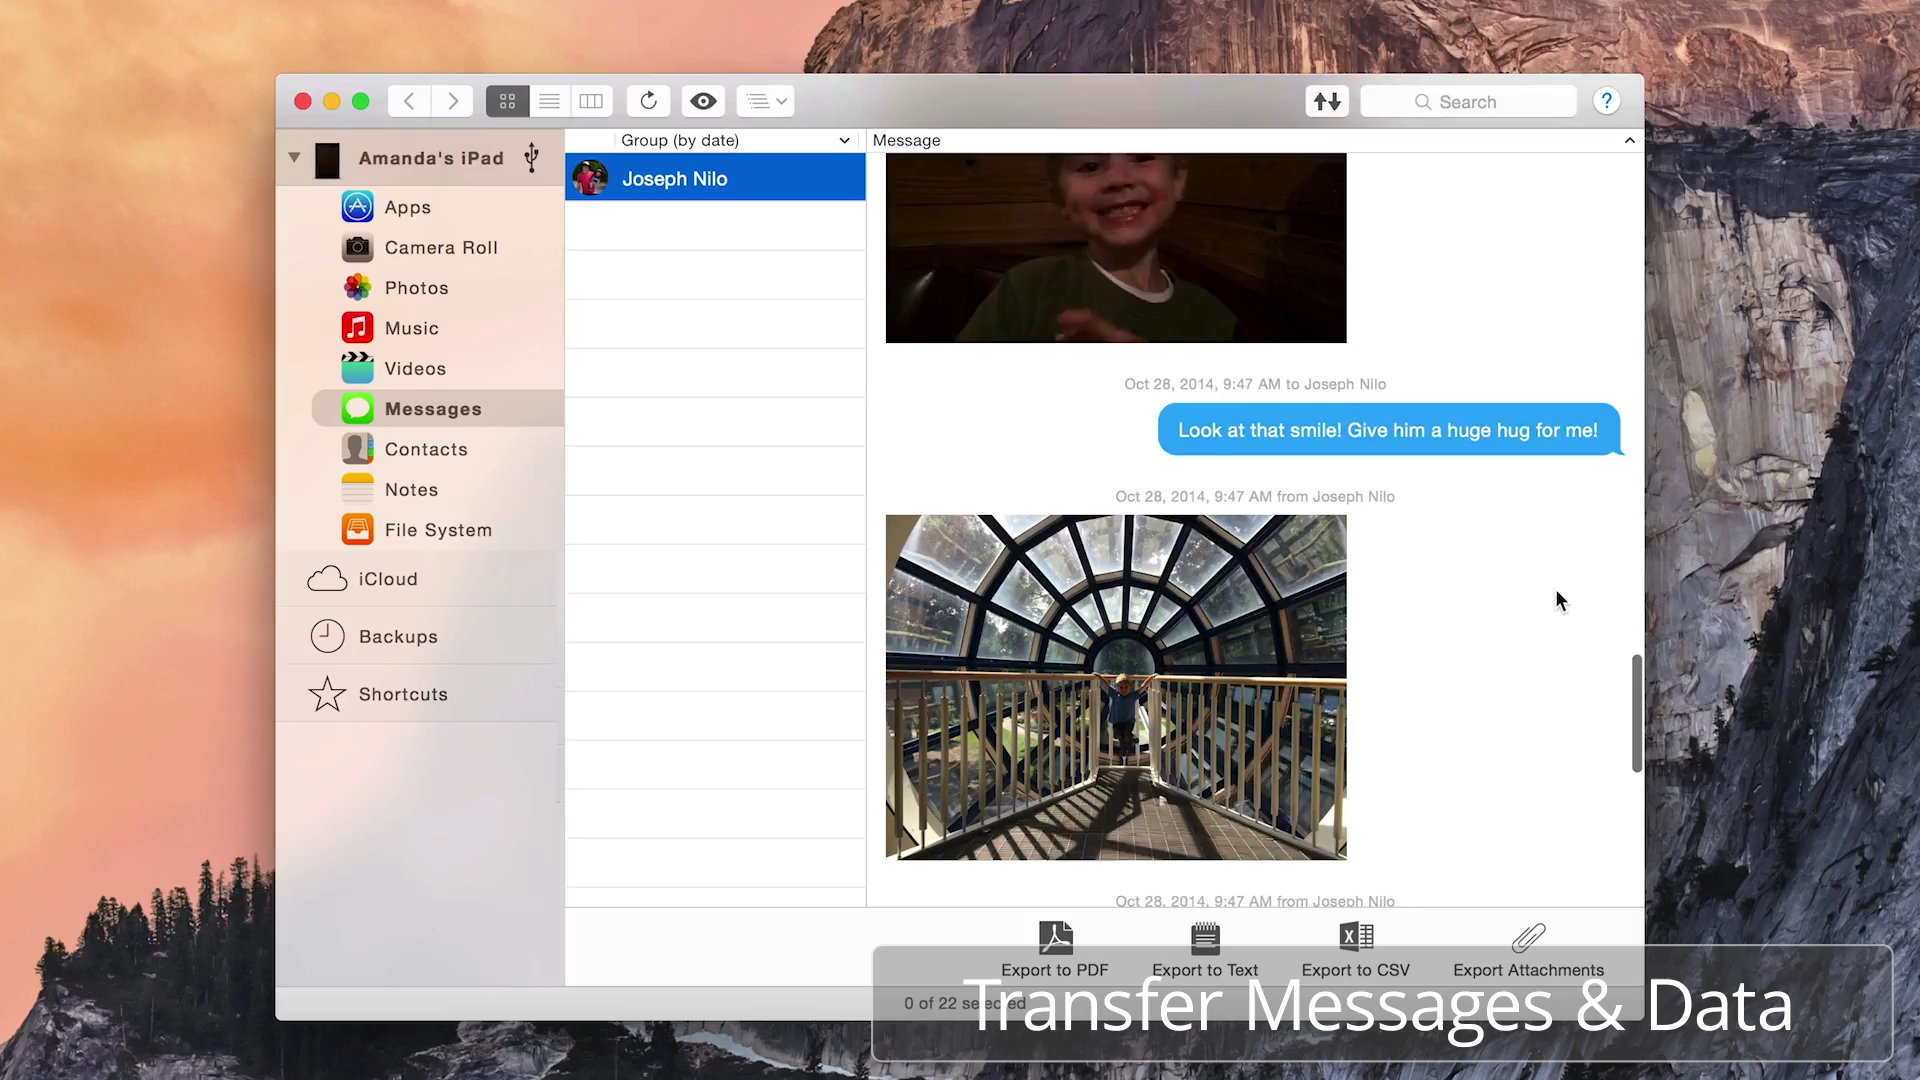 Search
?
Amanda's iPad
Apps
Camera Roll
Photos
Music
Videos
Messages
Contacts
Notes
File System
iCloud
Backups
Shortcuts
Group (by date)
Joseph Nilo
Message
Oct 28, 2014, 9:47 AM to Joseph Nilo
Look at that smile! Give him a huge hug for me!
Oct 28, 2014, 9:47 AM from Joseph Nilo
Oct 28, 2014, 9:47 AM from Joseph Nilo
Export to PDF
Export to Text
Export to CSV
Export Attachments
0 of 22 selected
Transfer Messages & Data